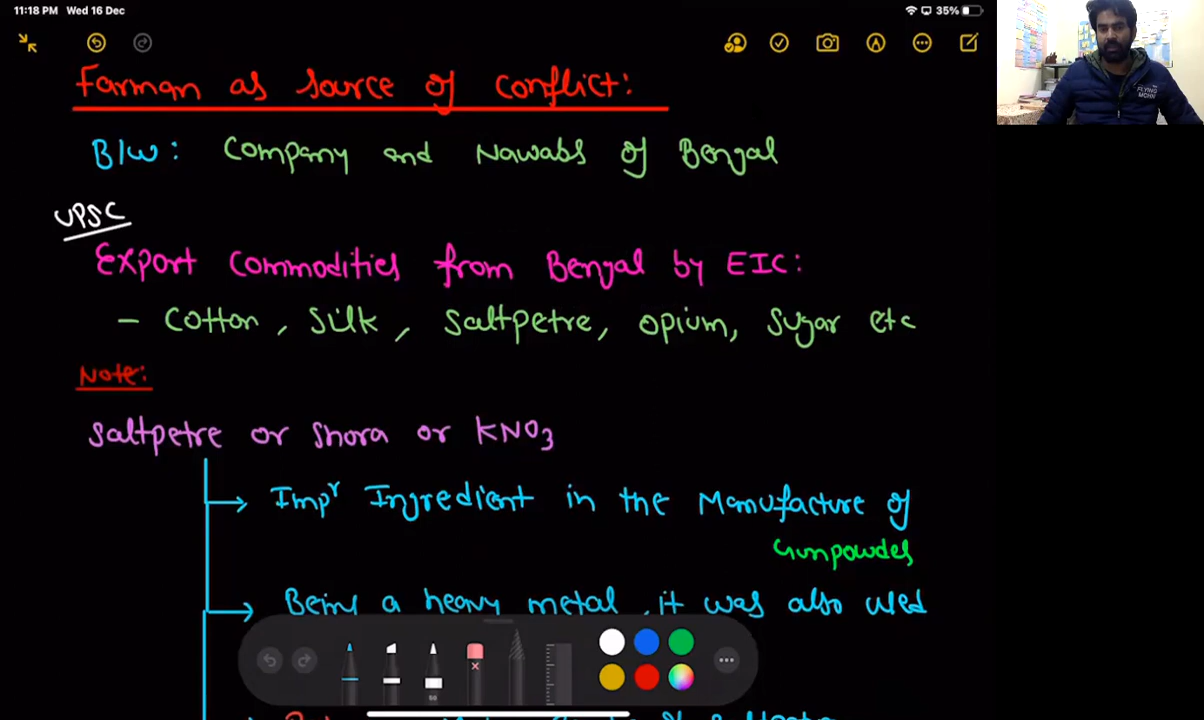 11:18 PM Wed 16 Dec
35%
Farman as source of conflict:
B/w: Company and Nawabs of Bengal
UPSC
Export Commodities from Bengal by EIC:
- Cotton, Silk, Saltpetre, Opium, Sugar etc
Note:
Saltpetre or Shora or KNO3
Impr Ingredient in the Manufacture of
Gunpowder
Being a heavy metal, it was also used
FLYING